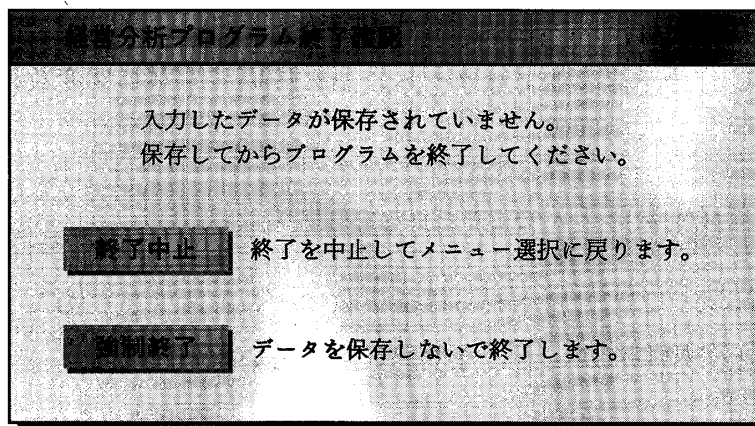 経営分析プログラム終了確認
入力したデータが保存されていません。
保存してからプログラムを終了してください。
終了中止 終了を中止してメニュー選択に戻ります。
強制終了 データを保存しないで終了します。